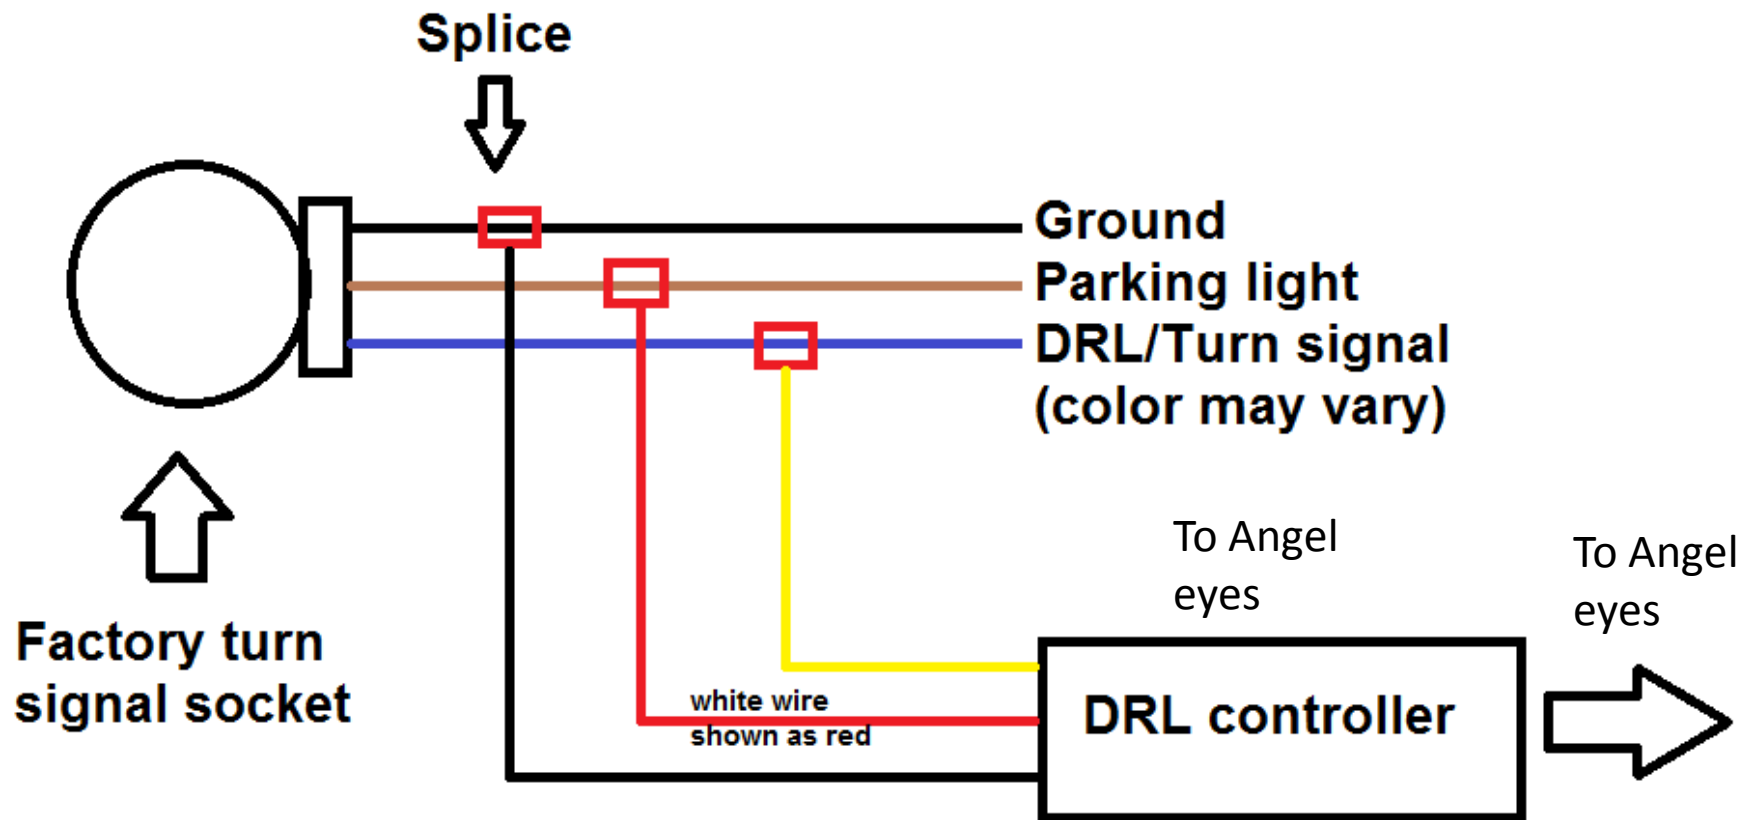 Splice
Ground
Parking light
DRL/Turn signal
(color may vary)
To Angel
eyes
To Angel
eyes
Factory turn
signal socket
white wire
shown as red
DRL controller